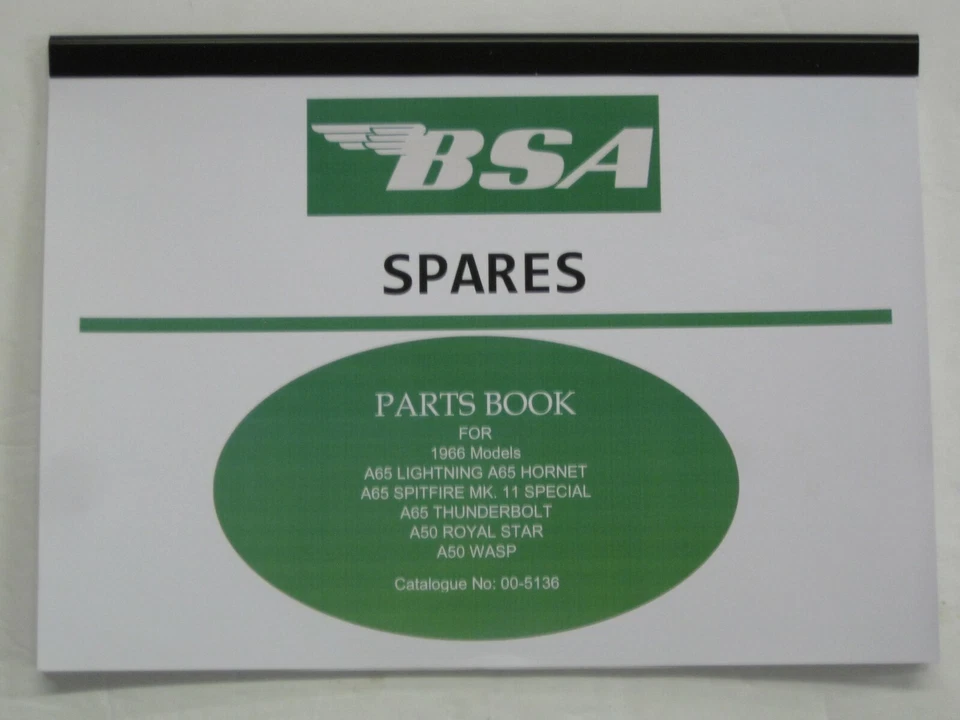 BSA
SPARES
PARTS BOOK
FOR
1966 Models
A65 LIGHTNING A65 HORNET
A65 SPITFIRE MK. 11 SPECIAL
A65 THUNDERBOLT
A50 ROYAL STAR
A50 WASP
Catalogue No: 00-5136